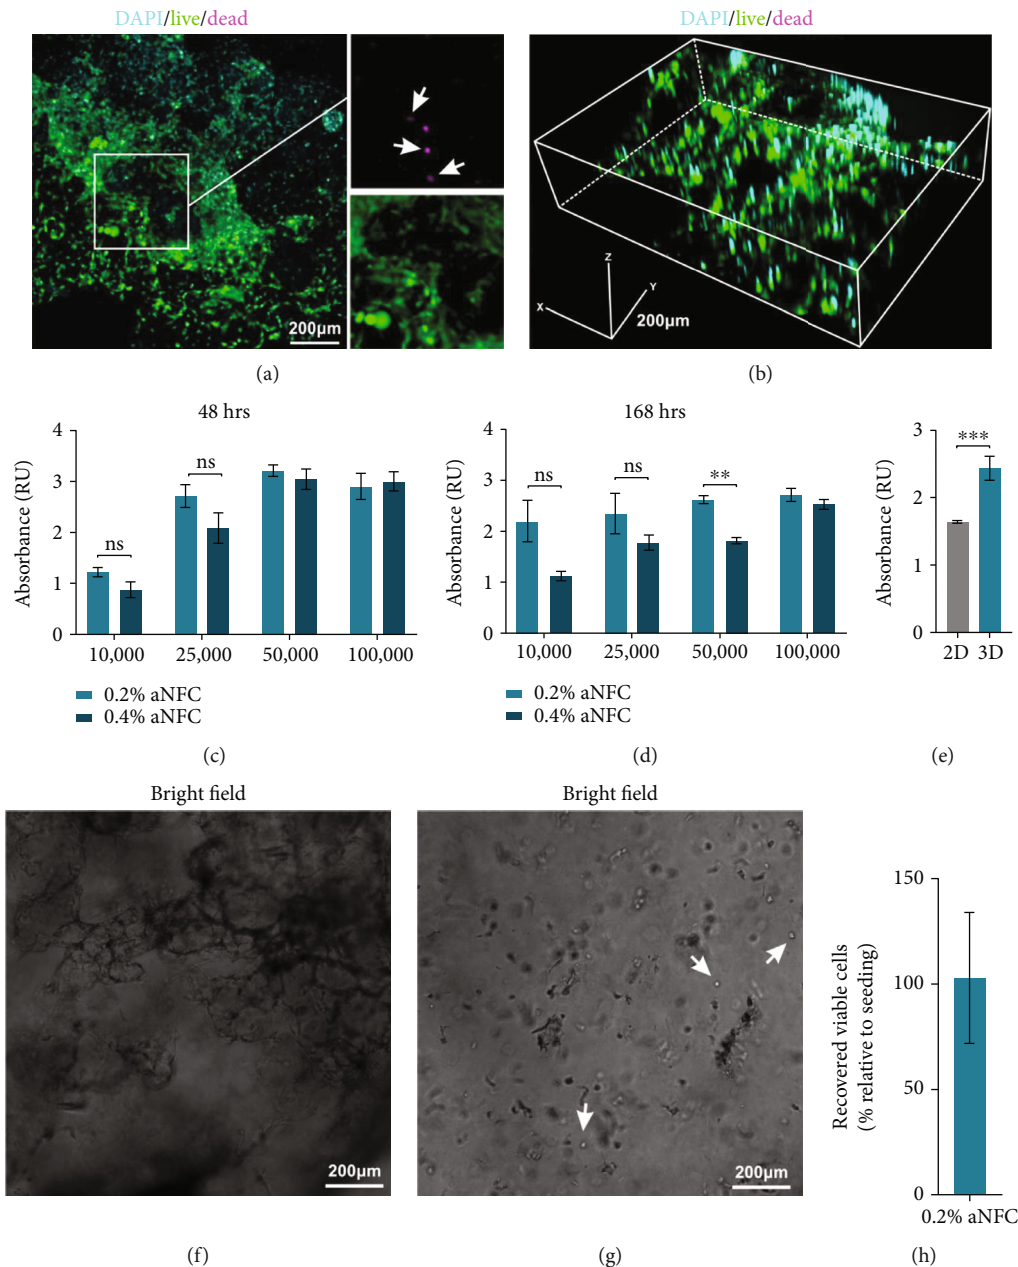 DAPI/live/dead
DAPI/live/dead
200µm
Z
Y
X
200µm
(a)
(b)
48 hrs
Absorbance (RU)
4
3
2
1
0
ns
ns
10,000
25,000
50,000
100,000
0.2% aNFC
0.4% aNFC
(c)
168 hrs
Absorbance (RU)
4
3
2
1
0
ns
ns
**
10,000
25,000
50,000
100,000
0.2% aNFC
0.4% aNFC
(d)
Absorbance (RU)
3
2
1
0
***
2D 3D
(e)
Bright field
200µm
(f)
Bright field
200µm
(g)
Recovered viable cells
(% relative to seeding)
150
100
50
0
0.2% aNFC
(h)